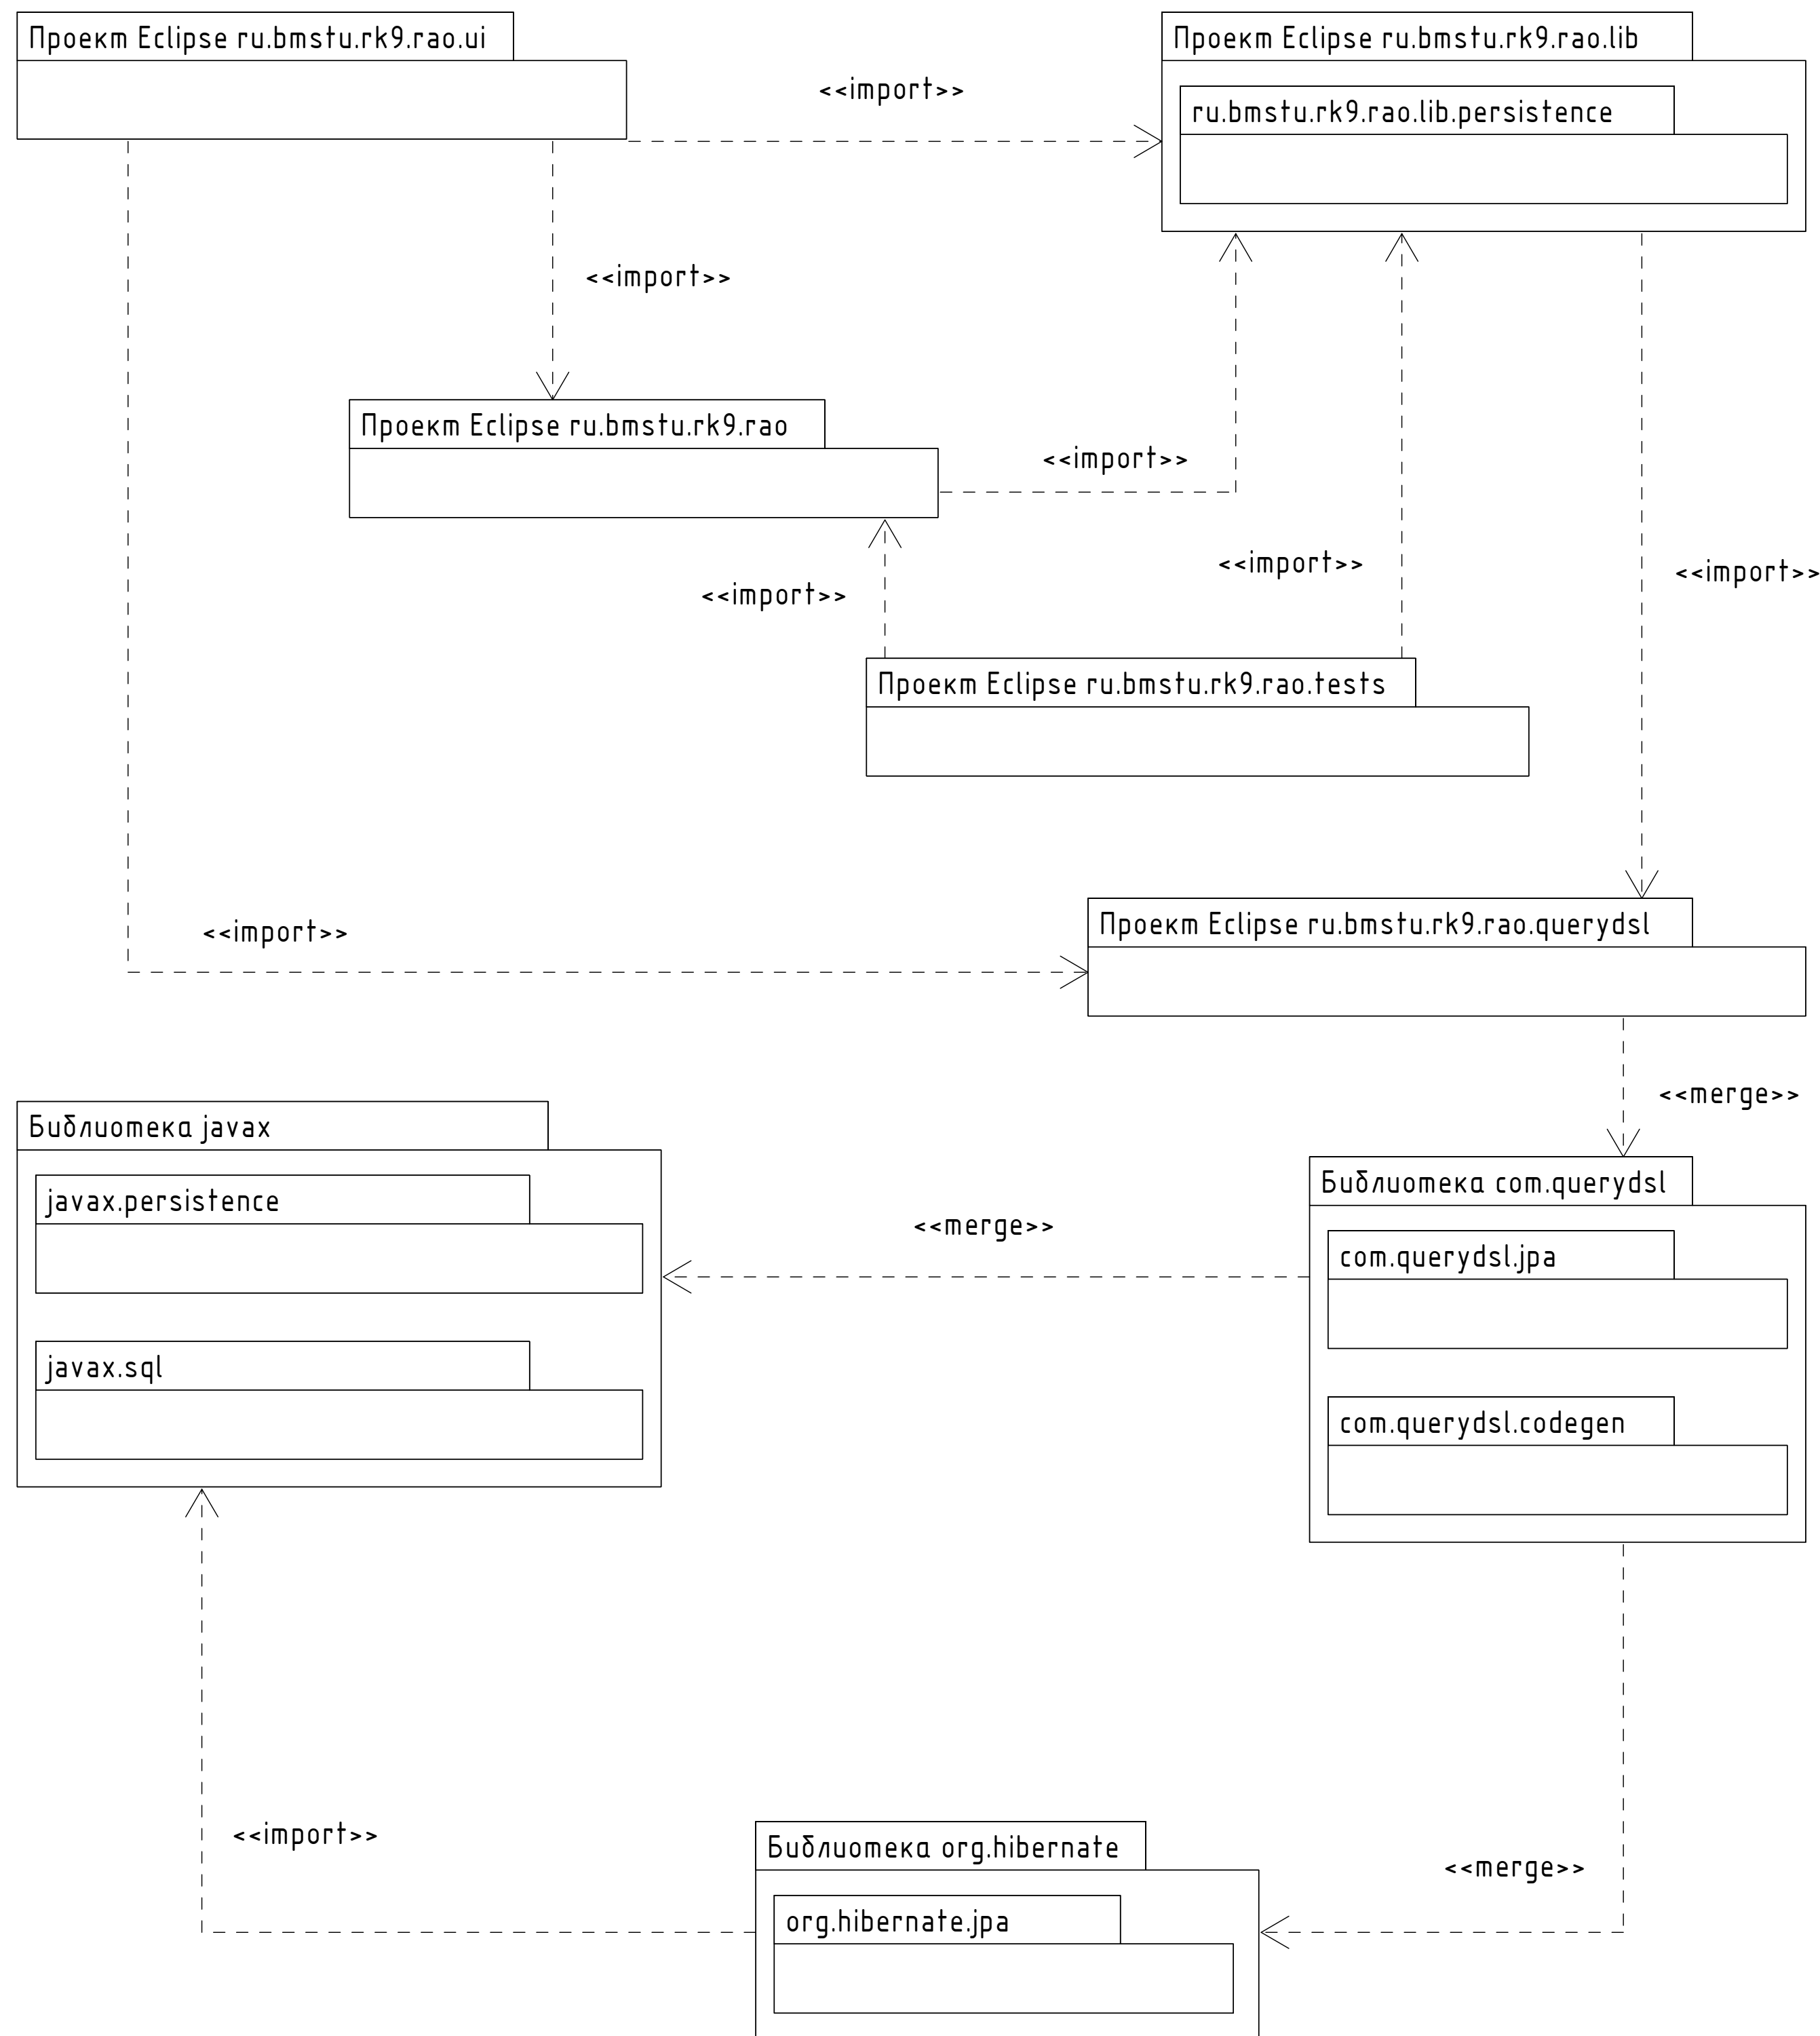 Проект Eclipse ru.bmstu.rk9.rao.ui
Проект Eclipse ru.bmstu.rk9.rao.lib
<<import>>
ru.bmstu.rk9.rao.lib.persistence
<<import>>
Проект Eclipse ru.bmstu.rk9.rao
<<import>>
<<import>>
<<import>>
<<import>>
Проект Eclipse ru.bmstu.rk9.rao.tests
Проект Eclipse ru.bmstu.rk9.rao.querydsl
<<import>>
<<merge>>
Библиотека javax
Библиотека com.querydsl
javax.persistence
<<merge>>
com.querydsl.jpa
javax.sql
com.querydsl.codegen
<<import>>
Библиотека org.hibernate
<<merge>>
org.hibernate.jpa